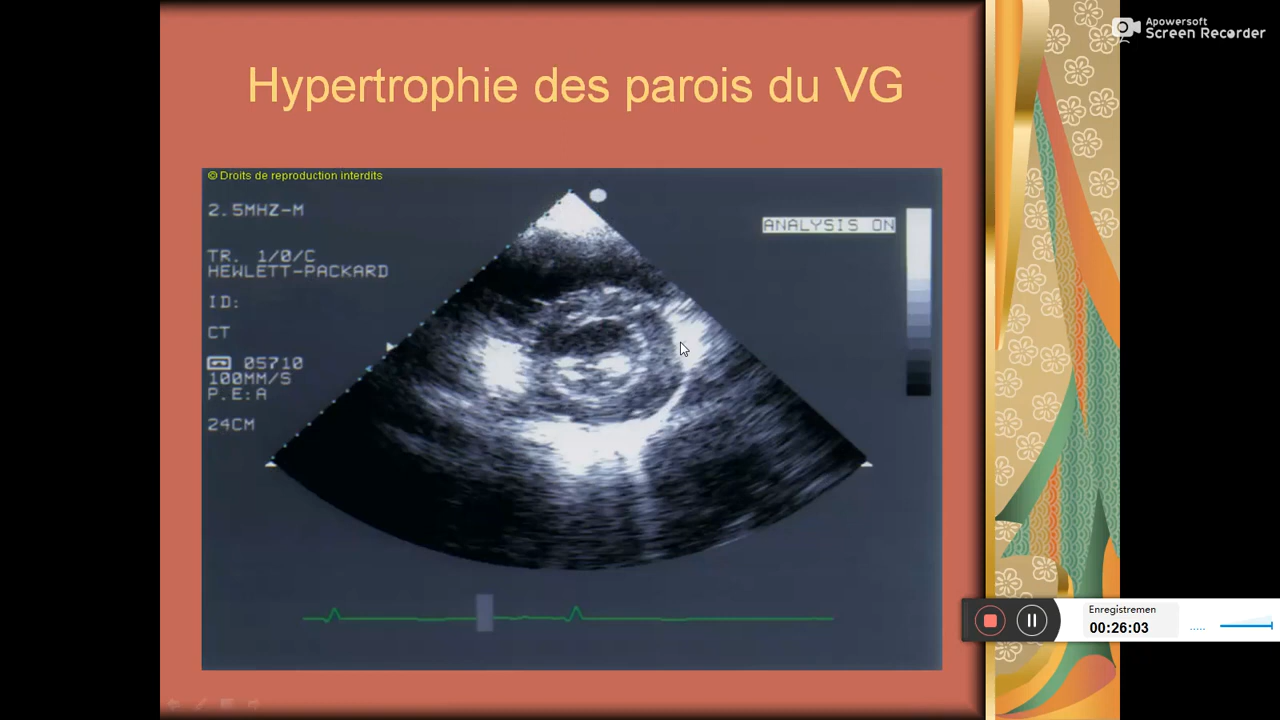 Apowersoft
Screen Recorder
Hypertrophie des parois du VG
© Droits de reproduction interdits
2.5MHZ-M
ANALYSIS ON
TR. 1/0/C
HEWLETT-PACKARD
ID:
CT
05710
100MM/S
P.E:A
24CM
Enregistremen
00:26:03